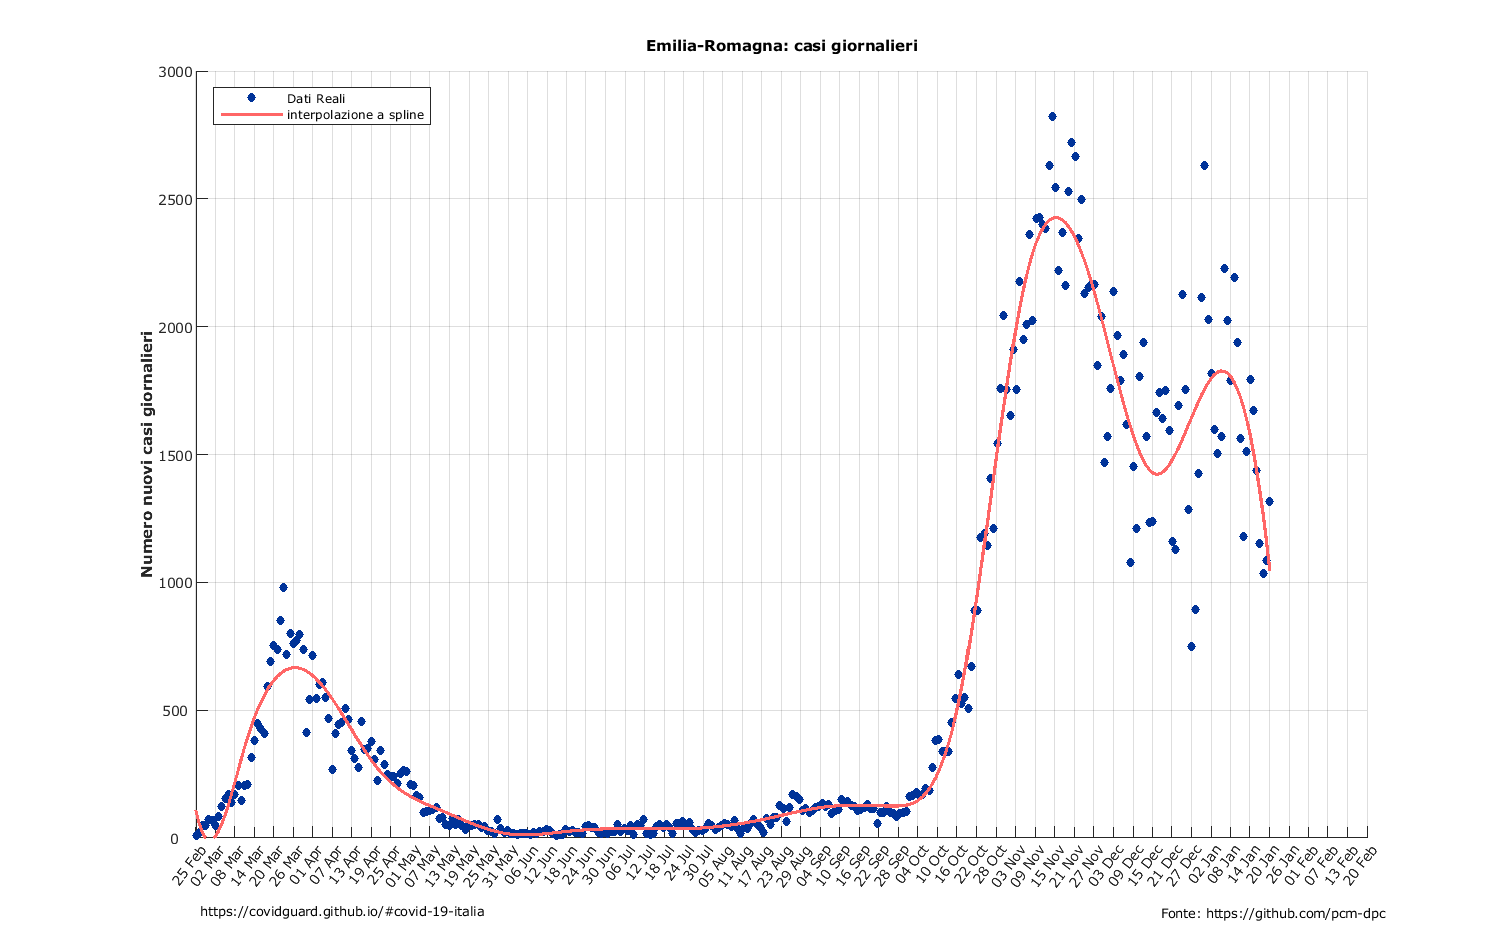 Emilia-Romagna: casi giornalieri
Dati Reali
interpolazione a spline
Numero nuovi casi giornalieri
3000
2500
2000
1500
1000
500
0
25 Feb
02 Mar
08 Mar
14 Mar
20 Mar
26 Mar
01 Apr
07 Apr
13 Apr
19 Apr
25 Apr
01 May
07 May
13 May
19 May
25 May
31 May
06 Jun
12 Jun
18 Jun
24 Jun
30 Jun
06 Jul
12 Jul
18 Jul
24 Jul
30 Jul
05 Aug
11 Aug
17 Aug
23 Aug
29 Aug
04 Sep
10 Sep
16 Sep
22 Sep
28 Sep
04 Oct
10 Oct
16 Oct
22 Oct
28 Oct
03 Nov
09 Nov
15 Nov
21 Nov
27 Nov
03 Dec
09 Dec
15 Dec
21 Dec
27 Dec
02 Jan
08 Jan
14 Jan
20 Jan
26 Jan
01 Feb
07 Feb
13 Feb
20 Feb
https://covidguard.github.io/#covid-19-italia
Fonte: https://github.com/pcm-dpc